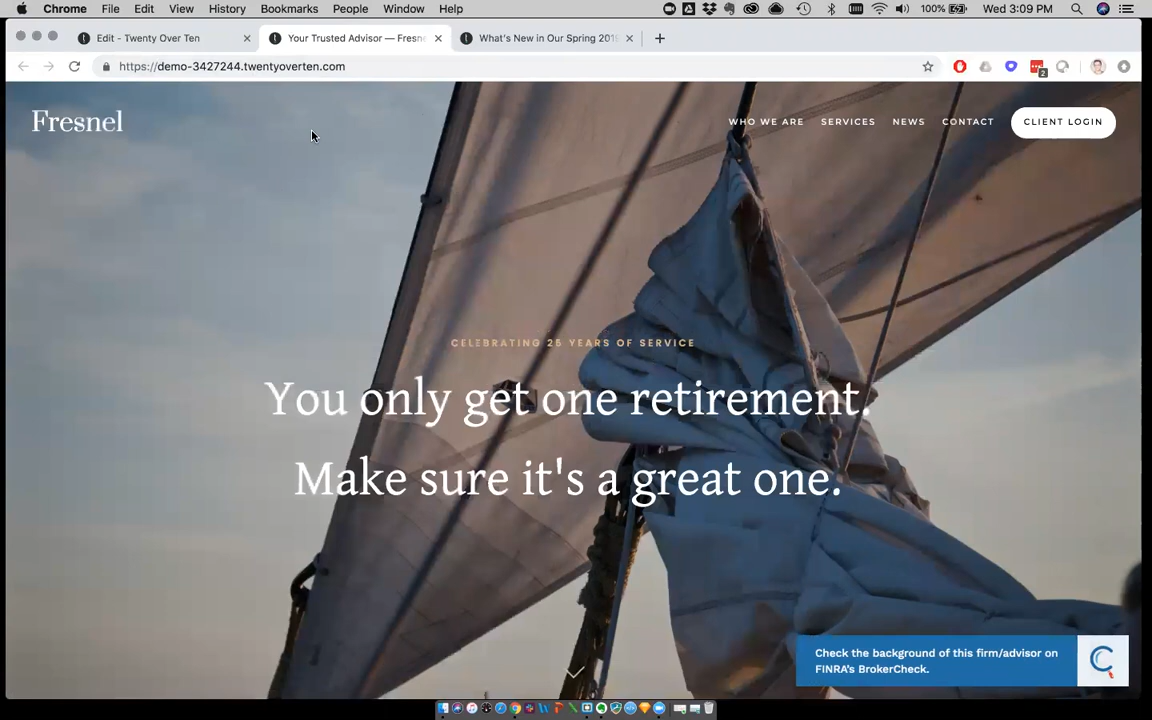 Chrome File Edit View History Bookmarks People Window Help 100% Wed 3:09 PM
Edit - Twenty Over Ten
Your Trusted Advisor — Fresn
What's New in Our Spring 201
https://demo-3427244.twentyoverten.com
2
Fresnel
WHO WE ARE SERVICES NEWS CONTACT CLIENT LOGIN
CELEBRATING 25 YEARS OF SERVICE
You only get one retirement.
Make sure it's a great one.
Check the background of this firm/advisor on
FINRA's BrokerCheck.